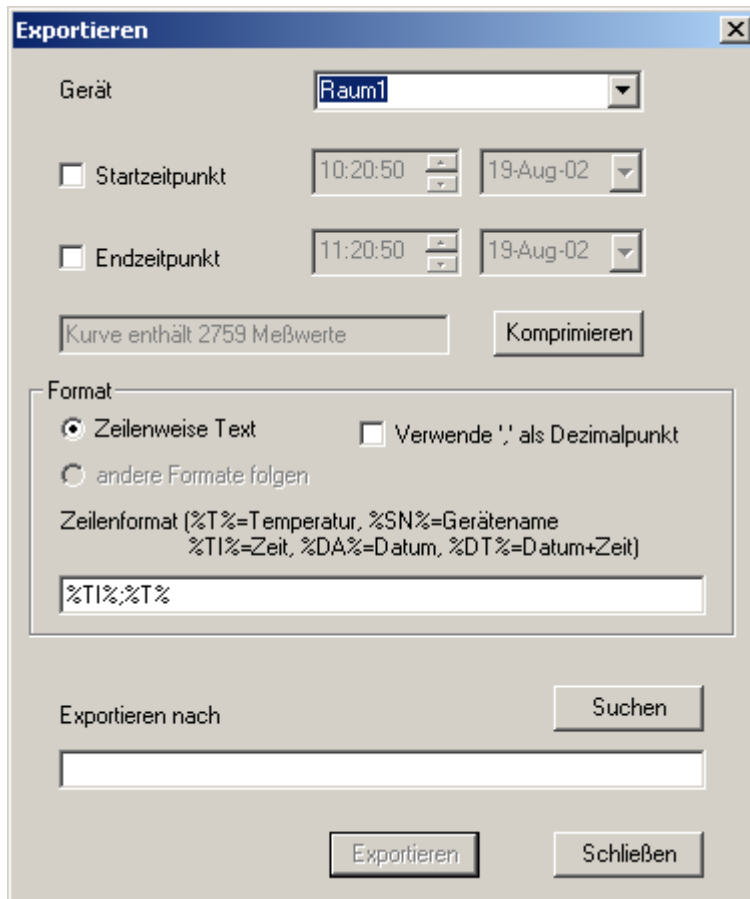 Exportieren
Gerät Raum1
Startzeitpunkt 10:20:50 19-Aug-02
Endzeitpunkt 11:20:50 19-Aug-02
Kurve enthält 2759 Meßwerte Komprimieren
Format
Zeilenweise Text Verwende ',' als Dezimalpunkt
andere Formate folgen
Zeilenformat (%T%=Temperatur, %SN%=Gerätename
%TI%=Zeit, %DA%=Datum, %DT%=Datum+Zeit)
%TI%;%T%
Exportieren nach Suchen
Exportieren Schließen